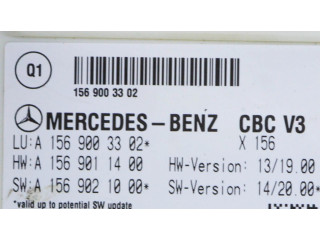 Q1
156 900 33 02
MERCEDES-BENZ CBC V3
LU:A 156 900 33 02* X 156
HW:A 156 901 14 00 HW-Version: 13/19.00
SW:A 156 902 10 00* SW-Version: 14/20.00*
*valid up to potential SW update